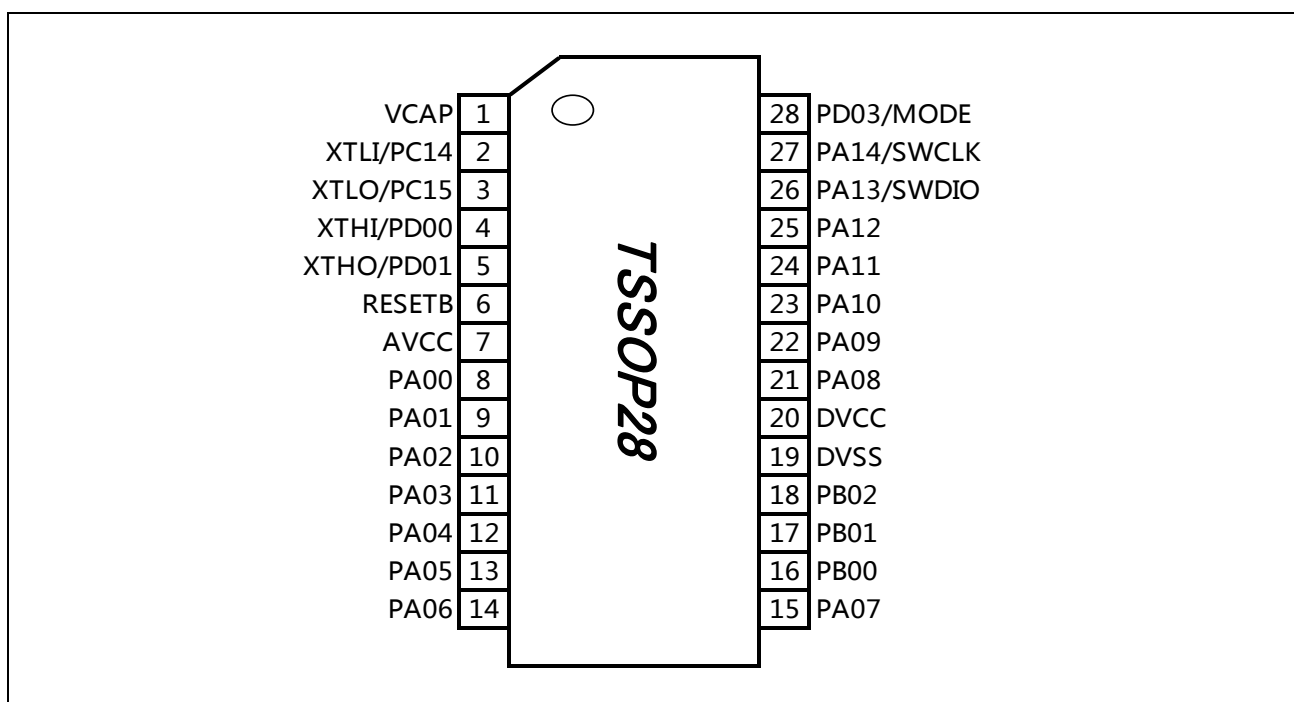 VCAP 1 28 PD03/MODE
XTLI/PC14 2 27 PA14/SWCLK
XTLO/PC15 3 26 PA13/SWDIO
XTHI/PD00 4 25 PA12
XTHO/PD01 5 24 PA11
RESETB 6 23 PA10
AVCC 7 22 PA09
PA00 8 21 PA08
PA01 9 20 DVCC
PA02 10 19 DVSS
PA03 11 18 PB02
PA04 12 17 PB01
PA05 13 16 PB00
PA06 14 15 PA07
TSSOP28